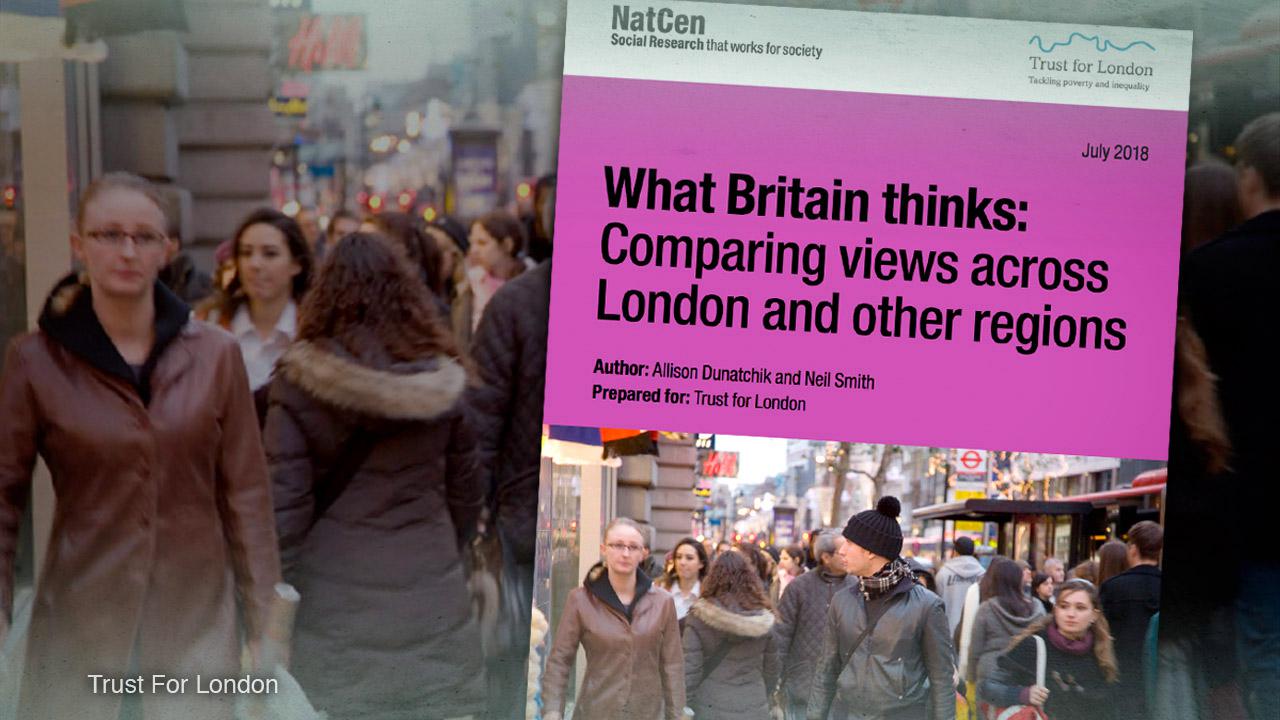 NatCen
Social Research that works for society
Trust for London
Tackling poverty and inequality
July 2018
What Britain thinks:
Comparing views across
London and other regions
Author: Allison Dunatchik and Neil Smith
Prepared for: Trust for London
H&M
H&M
Trust For London